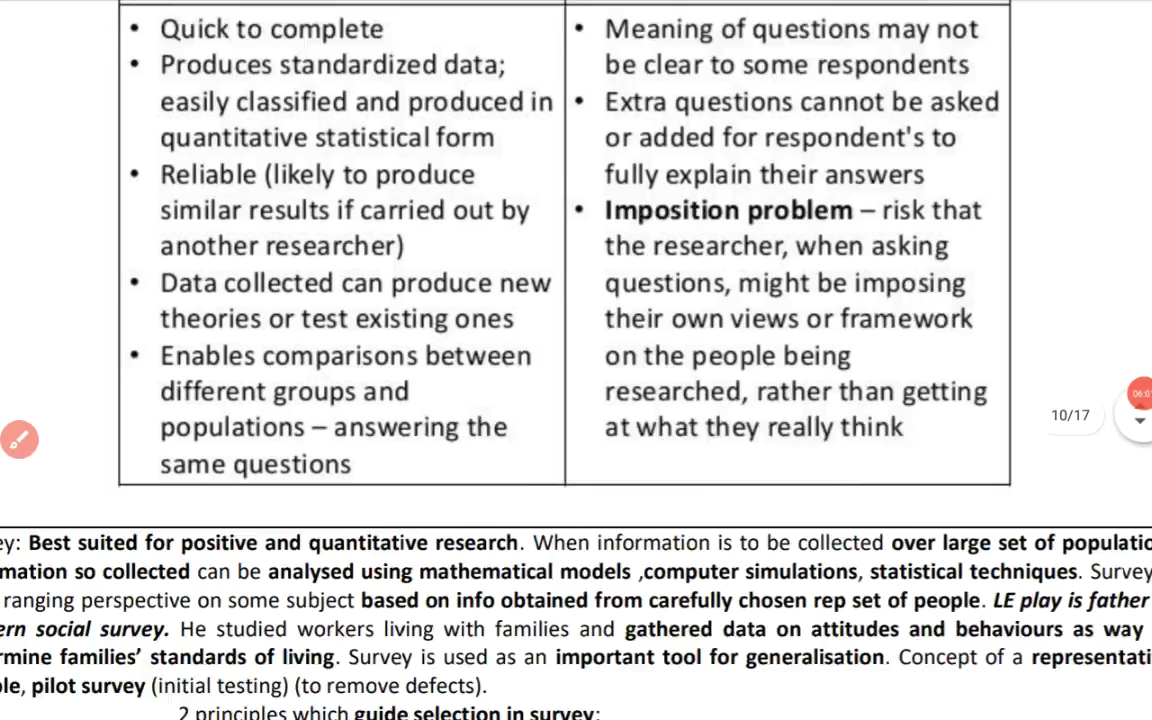 • Quick to complete
• Produces standardized data;
easily classified and produced in
quantitative statistical form
• Reliable (likely to produce
similar results if carried out by
another researcher)
• Data collected can produce new
theories or test existing ones
• Enables comparisons between
different groups and
populations – answering the
same questions
• Meaning of questions may not
be clear to some respondents
• Extra questions cannot be asked
or added for respondent's to
fully explain their answers
• Imposition problem – risk that
the researcher, when asking
questions, might be imposing
their own views or framework
on the people being
researched, rather than getting
at what they really think
06:0
10/17
ey: Best suited for positive and quantitative research. When information is to be collected over large set of populatio
mation so collected can be analysed using mathematical models ,computer simulations, statistical techniques. Survey
ranging perspective on some subject based on info obtained from carefully chosen rep set of people. LE play is father
ern social survey. He studied workers living with families and gathered data on attitudes and behaviours as way
rmine families’ standards of living. Survey is used as an important tool for generalisation. Concept of a representati
ple, pilot survey (initial testing) (to remove defects).
2 principles which guide selection in survey: